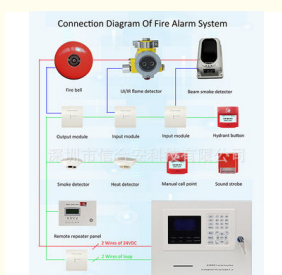 Connection Diagram Of Fire Alarm System
Fire bell
UI/IR flame detector
Beam smoke detector
Output module
Input module
Input module
Hydrant button
Smoke detector
Heat detector
Manual call point
Sound strobe
Remote repeater panel
2 Wires of 24VDC
2 Wires of loop